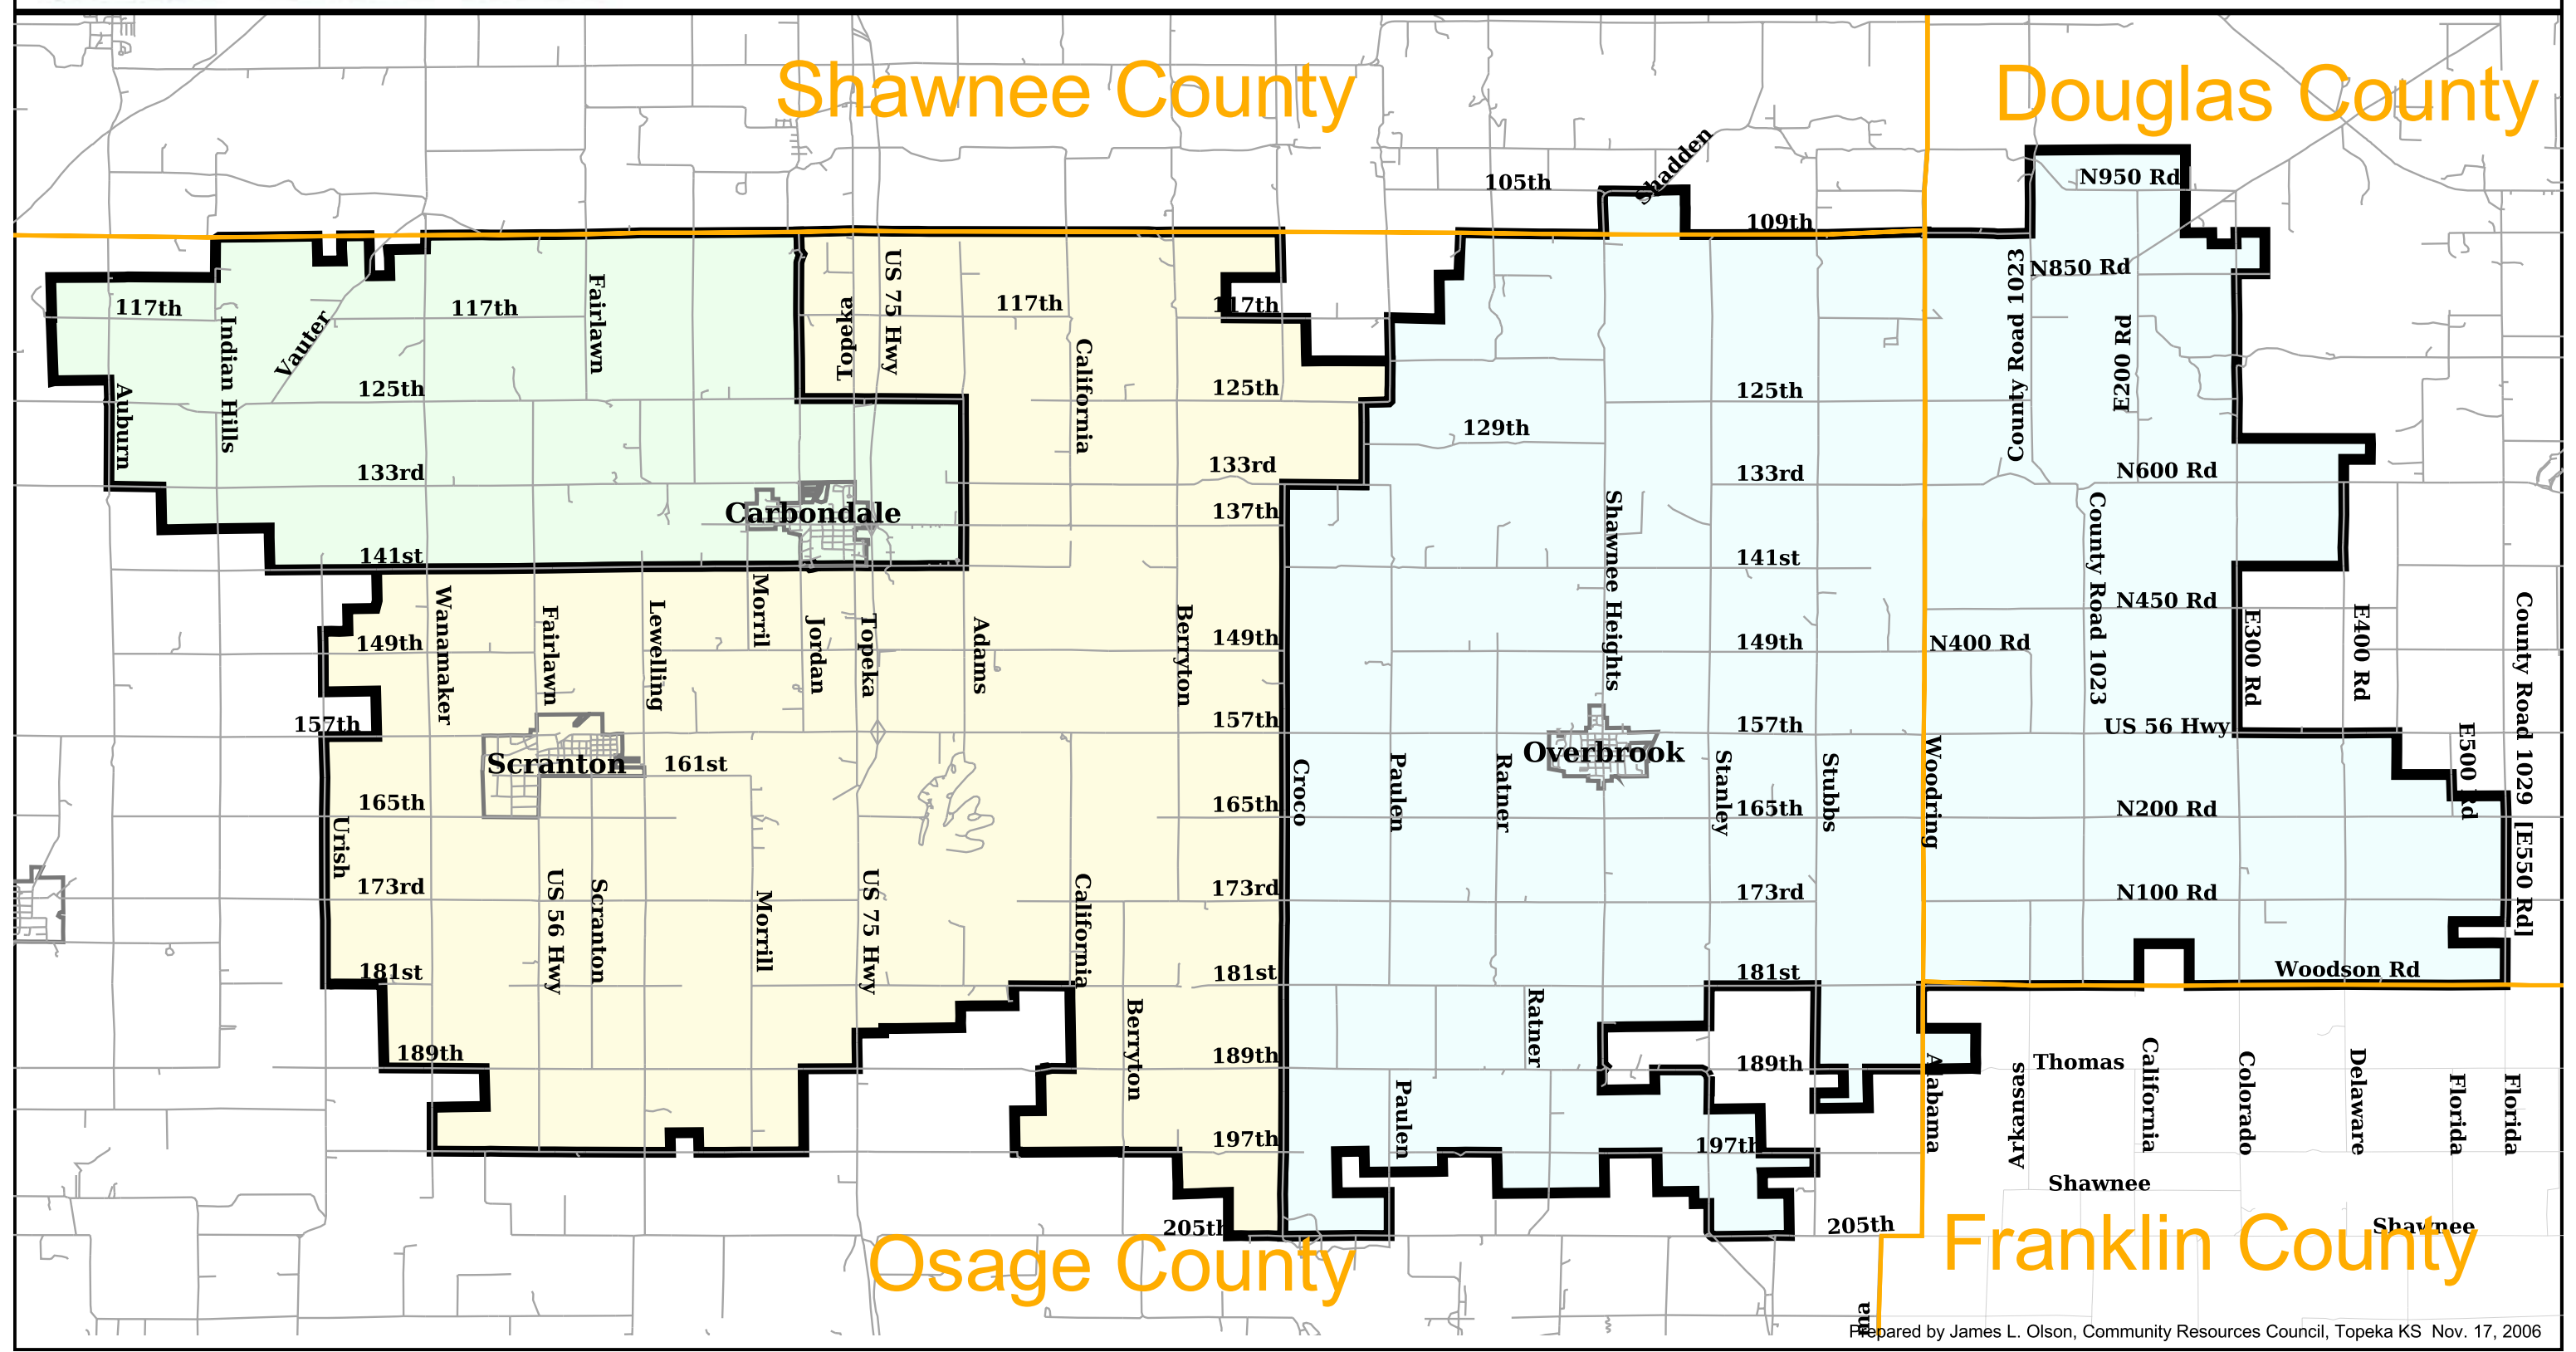 Shawnee County
Douglas County
Shadden
105th
N950 Rd
109th
N850 Rd
117th
Indian Hills
Vauter
117th
Fairlawn
Topeka
US 75 Hwy
117th
California
117th
County Road 1023
E200 Rd
Auburn
125th
125th
125th
129th
133rd
133rd
133rd
N600 Rd
Carbondale
137th
Shawnee Heights
County Road 1023
141st
141st
Wanamaker
Fairlawn
Lewelling
Morril
Jordan
Topeka
Adams
Berryton
N450 Rd
E300 Rd
E400 Rd
County Road 1029 [E550 Rd]
149th
149th
149th
N400 Rd
157th
157th
157th
US 56 Hwy
E500 Rd
Scranton
161st
Overbrook
Croco
Paulen
Ratner
Stanley
Stubbs
Woodring
165th
165th
165th
N200 Rd
Urish
173rd
US 56 Hwy
Scranton
Morrill
US 75 Hwy
California
173rd
173rd
N100 Rd
181st
181st
181st
Woodson Rd
Berryton
Ratner
189th
189th
189th
Alabama
Arkansas
Thomas
California
Colorado
Delaware
Florida
Florida
Paulen
197th
197th
Shawnee
205th
205th
Shawnee
Osage County
Franklin County
Prepared by James L. Olson, Community Resources Council, Topeka KS Nov. 17, 2006